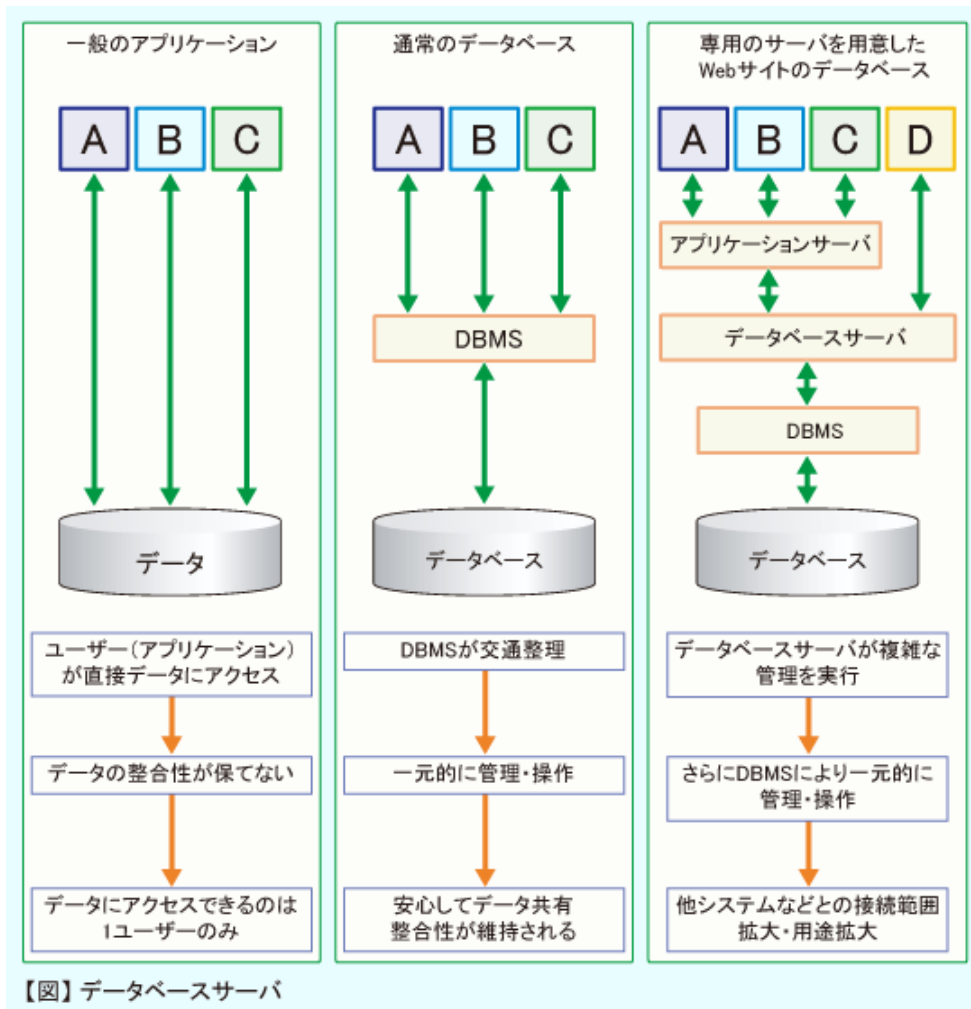 一般のアプリケーション
A
B
C
データ
ユーザー(アプリケーション)
が直接データにアクセス
データの整合性が保てない
データにアクセスできるのは
1ユーザーのみ
通常のデータベース
A
B
C
DBMS
データベース
DBMSが交通整理
一元的に管理・操作
安心してデータ共有
整合性が維持される
専用のサーバを用意した
Webサイトのデータベース
A
B
C
D
アプリケーションサーバ
データベースサーバ
DBMS
データベース
データベースサーバが複雑な
管理を実行
さらにDBMSにより一元的に
管理・操作
他システムなどとの接続範囲
拡大・用途拡大
【図】データベースサーバ